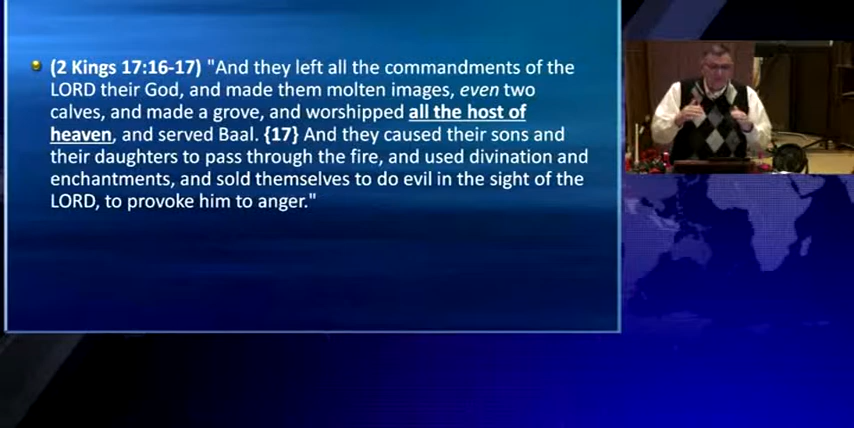 (2 Kings 17:16-17) "And they left all the commandments of the
LORD their God, and made them molten images, even two
calves, and made a grove, and worshipped all the host of
heaven, and served Baal. {17} And they caused their sons and
their daughters to pass through the fire, and used divination and
enchantments, and sold themselves to do evil in the sight of the
LORD, to provoke him to anger."